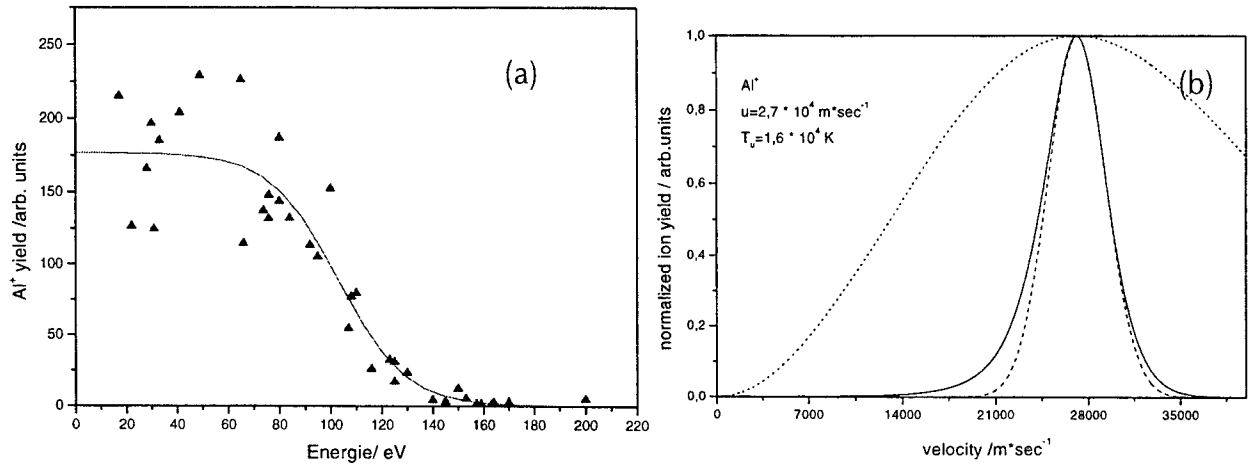 (a)
Al⁺ yield /arb. units
250
200
150
100
50
0
0 20 40 60 80 100 120 140 160 180 200 220
Energie/ eV
(b)
Al⁺
u=2,7 * 10⁴ m*sec⁻¹
Tᵤ=1,6 * 10⁴ K
normalized ion yield / arb.units
1,0
0,8
0,6
0,4
0,2
0,0
0 7000 14000 21000 28000 35000
velocity /m*sec⁻¹